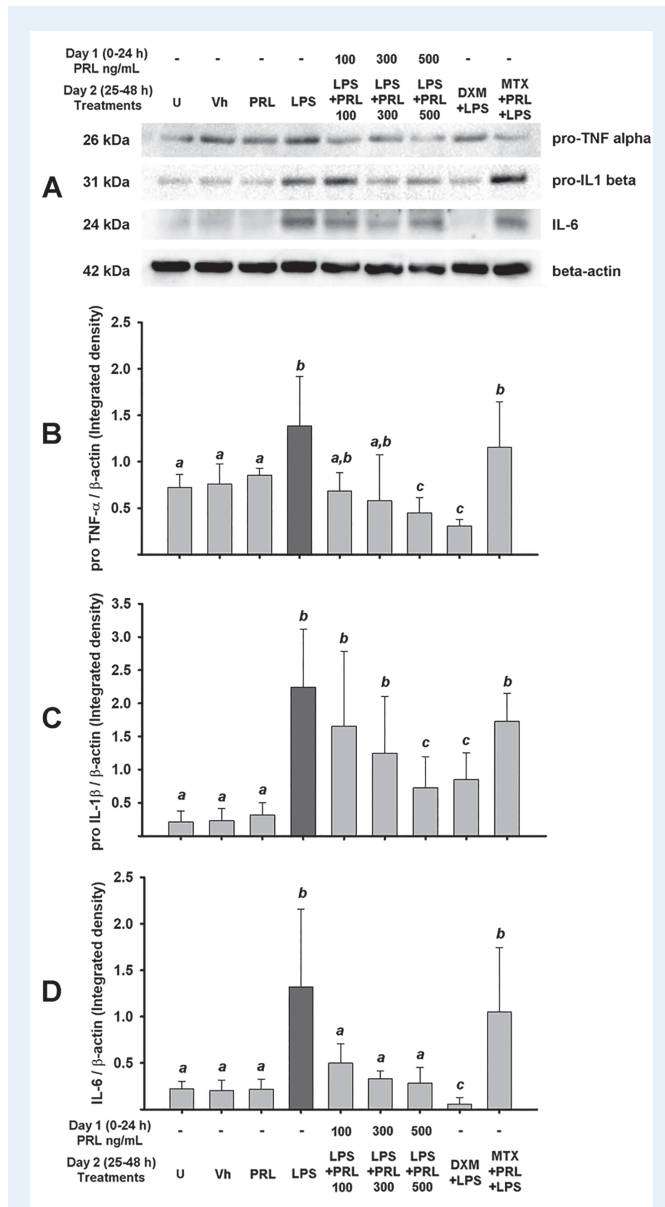 Day 1 (0-24 h) - - - - 100 300 500 - -
PRL ng/mL
Day 2 (25-48 h) U Vh PRL LPS LPS LPS LPS DXM MTX
Treatments +PRL +PRL +PRL +LPS +PRL
100 300 500 +LPS
26 kDa pro-TNF alpha
A
31 kDa pro-IL1 beta
24 kDa IL-6
42 kDa beta-actin
B
pro TNF-α / β-actin (Integrated density)
2.5
2.0
1.5
1.0
0.5
a a a b a,b a,b c c b
C
pro IL-1β / β-actin (Integrated density)
3.5
3.0
2.5
2.0
1.5
1.0
0.5
a a a b b b c c b
D
IL-6 / β-actin (Integrated density)
2.5
2.0
1.5
1.0
0.5
a a a b a a a c b
Day 1 (0-24 h) - - - - 100 300 500 - -
PRL ng/mL
Day 2 (25-48 h) U Vh PRL LPS LPS LPS LPS DXM MTX
Treatments +PRL +PRL +PRL +LPS +PRL
100 300 500 +LPS